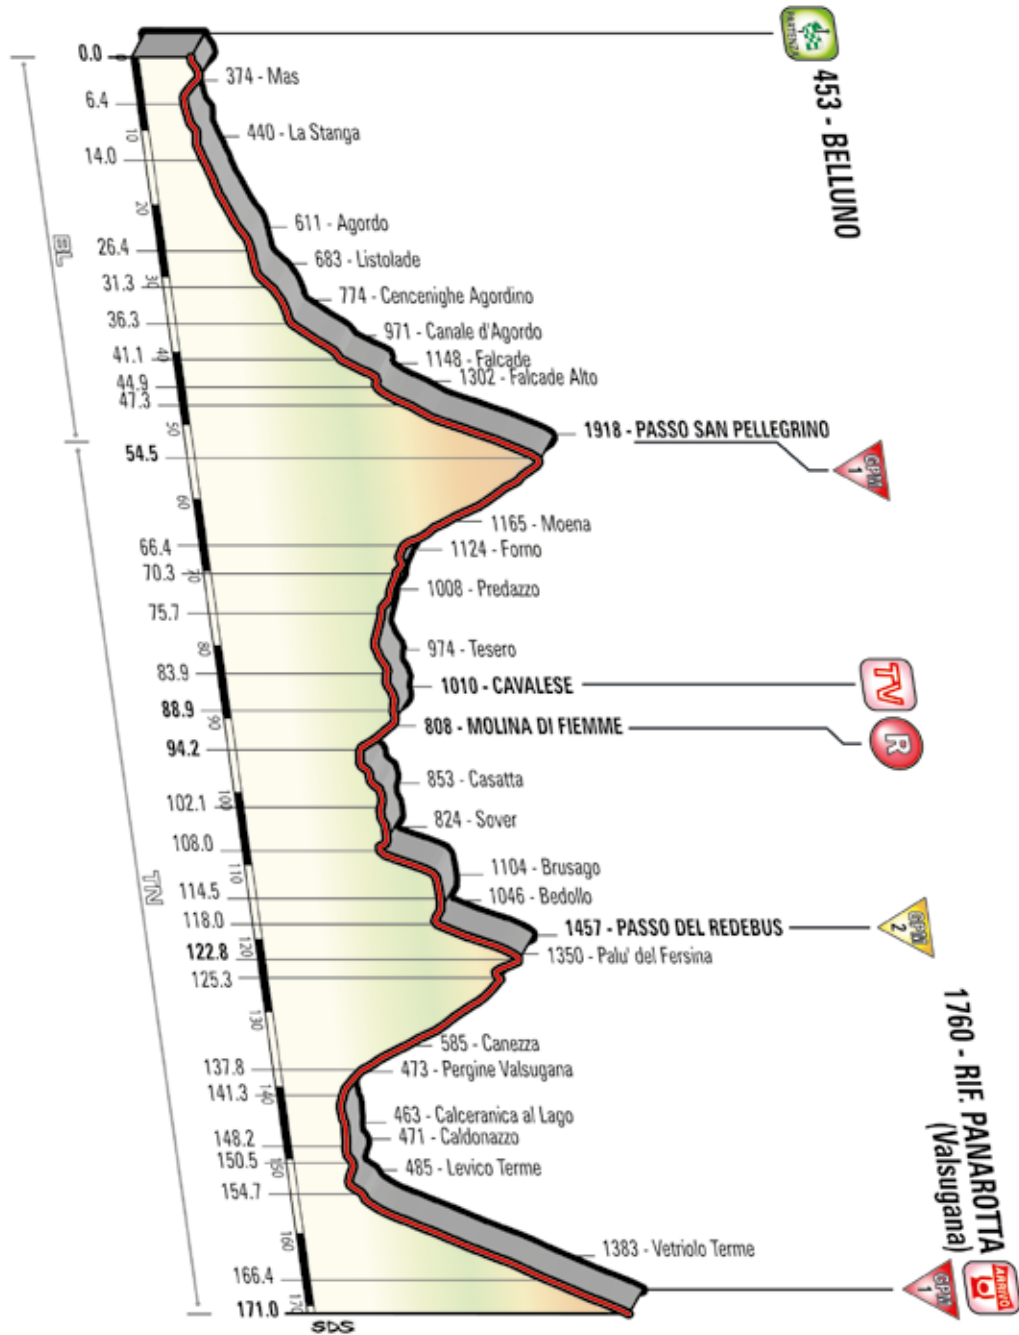 PARTENZA
453 - BELLUNO
0.0
0
374 - Mas
6.4
10
440 - La Stanga
14.0
20
611 - Agordo
BL
26.4
683 - Listolade
30
31.3
774 - Cencenighe Agordino
36.3
971 - Canale d'Agordo
40
41.1
1148 - Falcade
44.9
1302 - Falcade Alto
47.3
50
1918 - PASSO SAN PELLEGRINO
54.5
GPM
1
60
1165 - Moena
66.4
1124 - Forno
70.3
70
1008 - Predazzo
75.7
80
974 - Tesero
83.9
1010 - CAVALESE
TV
88.9
90
808 - MOLINA DI FIEMME
R
94.2
853 - Casatta
100
102.1
824 - Sover
108.0
110
1104 - Brusago
TN
114.5
1046 - Bedollo
118.0
1457 - PASSO DEL REDEBUS
GPM
2
120
122.8
1350 - Palu' del Fersina
125.3
130
585 - Canezza
137.8
473 - Pergine Valsugana
140
141.3
463 - Calceranica al Lago
471 - Caldonazzo
148.2
150.5
150
485 - Levico Terme
154.7
160
1383 - Vetriolo Terme
166.4
1760 - RIF. PANAROTTA
(Valsugana)
GPM
1
ARRIVO
171.0
170
SDS